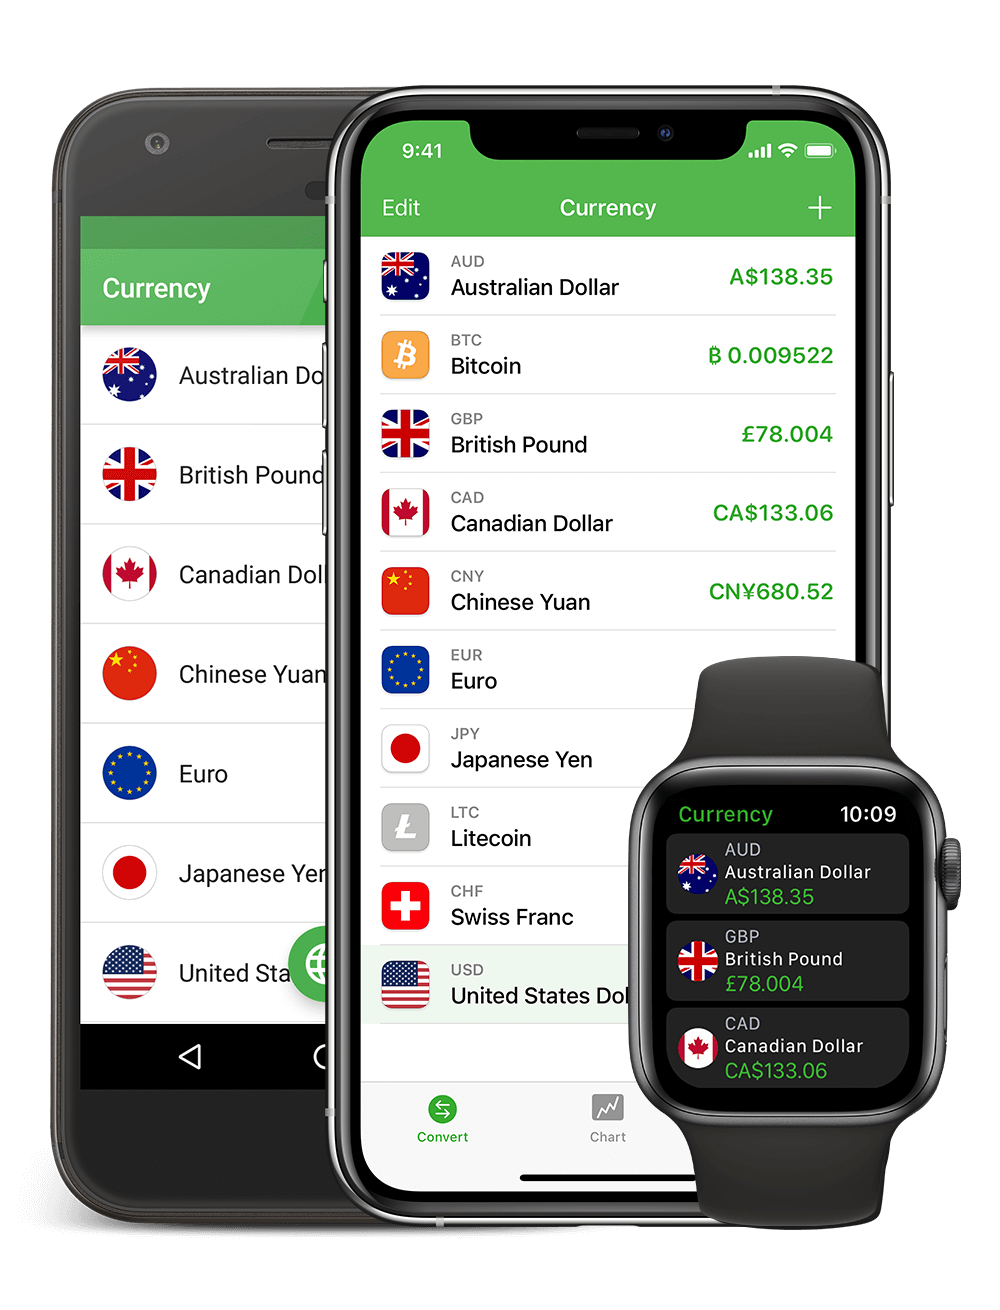 Currency
Australian Do
British Pound
Canadian Dol
Chinese Yuan
Euro
Japanese Yer
United Sta
9:41
Edit
Currency
+
AUD
Australian Dollar
A$138.35
BTC
Bitcoin
₿ 0.009522
GBP
British Pound
£78.004
CAD
Canadian Dollar
CA$133.06
CNY
Chinese Yuan
CN¥680.52
EUR
Euro
JPY
Japanese Yen
LTC
Litecoin
CHF
Swiss Franc
USD
United States Dol
Convert
Chart
Currency
10:09
AUD
Australian Dollar
A$138.35
GBP
British Pound
£78.004
CAD
Canadian Dollar
CA$133.06